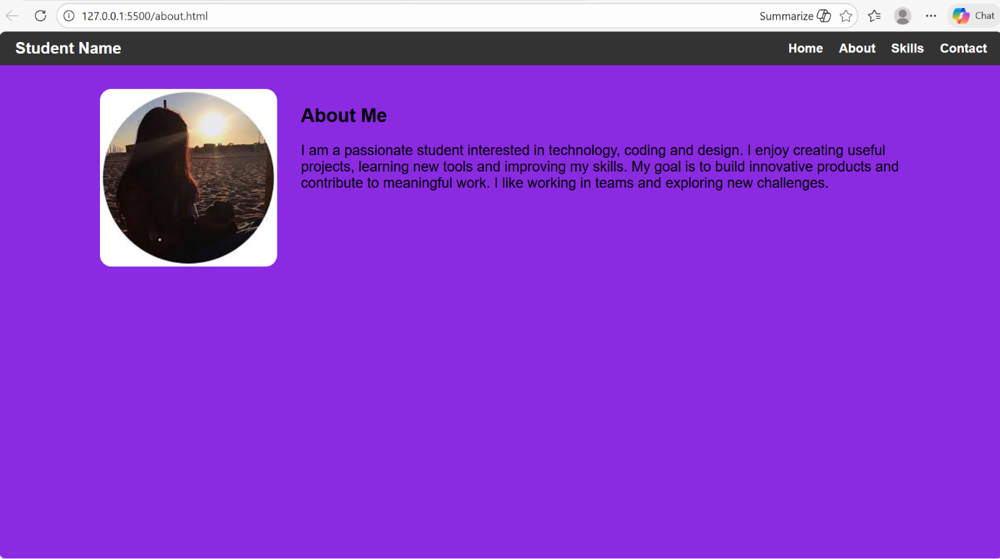 127.0.0.1:5500/about.html Summarize Chat
Student Name Home About Skills Contact
About Me
I am a passionate student interested in technology, coding and design. I enjoy creating useful
projects, learning new tools and improving my skills. My goal is to build innovative products and
contribute to meaningful work. I like working in teams and exploring new challenges.